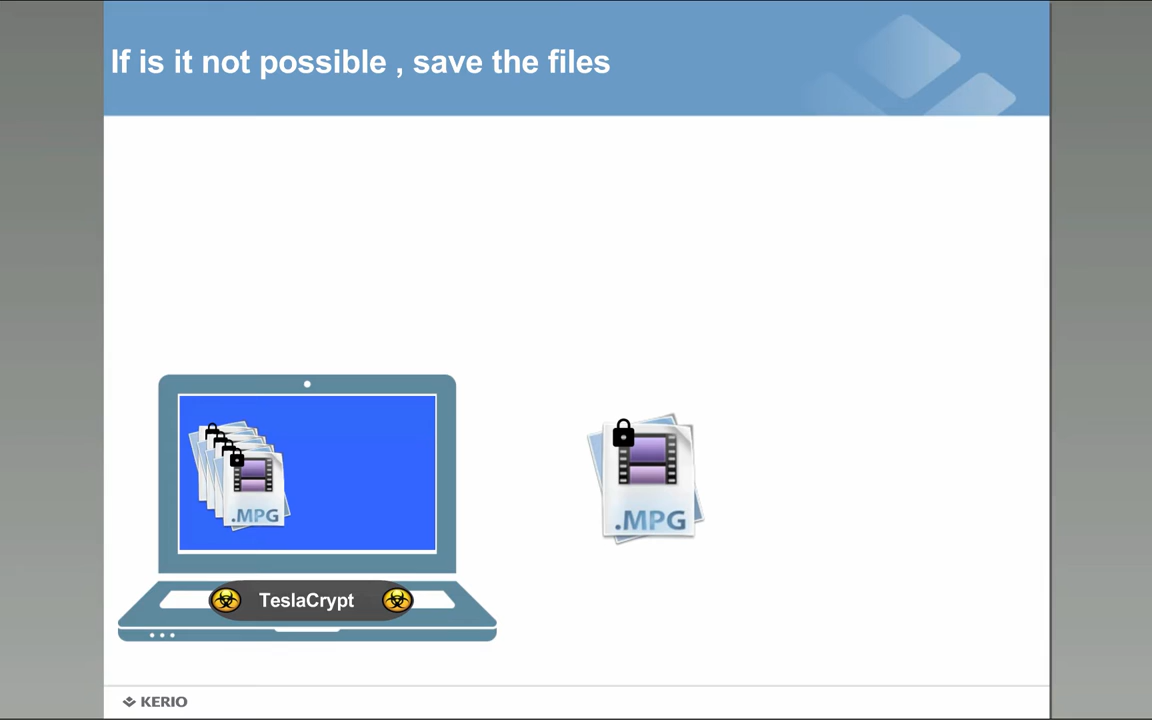 If is it not possible , save the files
.MPG
.MPG
TeslaCrypt
KERIO